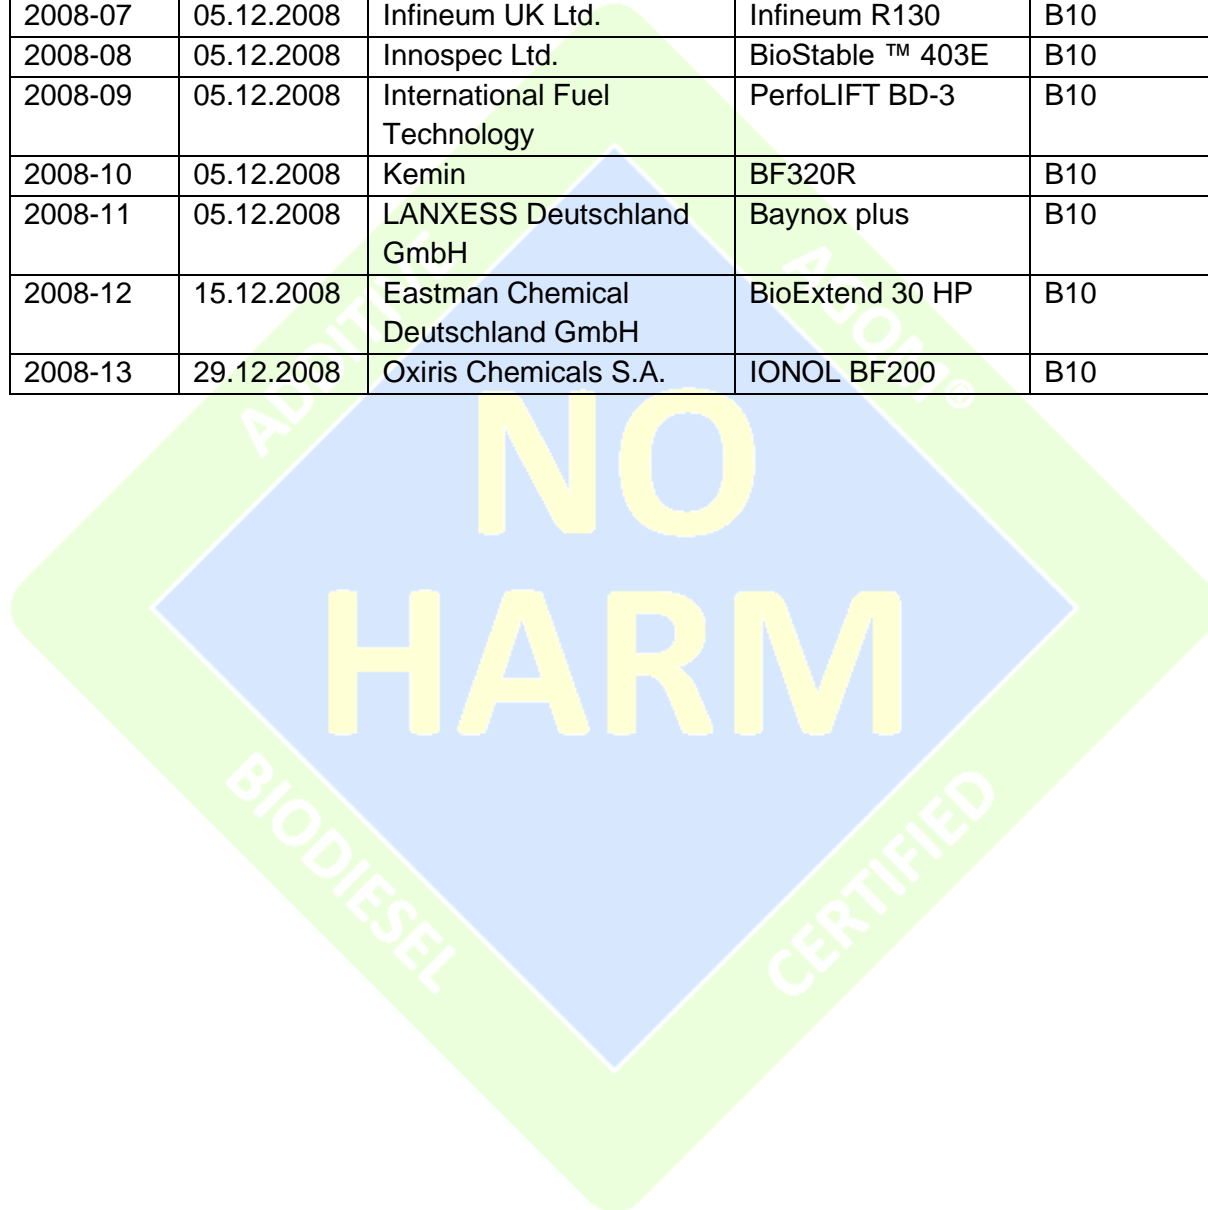 2008-07 05.12.2008 Infineum UK Ltd. Infineum R130 B10
2008-08 05.12.2008 Innospec Ltd. BioStable ™ 403E B10
2008-09 05.12.2008 International Fuel PerfoLIFT BD-3 B10
Technology
2008-10 05.12.2008 Kemin BF320R B10
2008-11 05.12.2008 LANXESS Deutschland Baynox plus B10
GmbH
2008-12 15.12.2008 Eastman Chemical BioExtend 30 HP B10
Deutschland GmbH
2008-13 29.12.2008 Oxiris Chemicals S.A. IONOL BF200 B10
ADDITIVE
AGQM®
NO
HARM
BIODIESEL
CERTIFIED